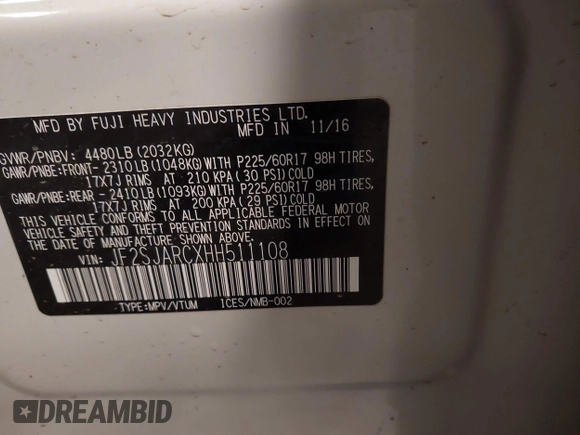 MFD BY FUJI HEAVY INDUSTRIES LTD.
MFD IN 11/16
GVWR/PNBV: 4480LB (2032KG)
GAWR/PNBE:FRONT- 2310LB(1048KG)WITH P225/60R17 98H TIRES,
17X7J RIMS AT 210 KPA(30 PSI)COLD
GAWR/PNBE:REAR - 2410LB(1093KG)WITH P225/60R17 98H TIRES,
17X7J RIMS AT 200 KPA(29 PSI)COLD
THIS VEHICLE CONFORMS TO ALL APPLICABLE FEDERAL MOTOR
VEHICLE SAFETY AND THEFT PREVENTION STANDARDS IN EFFECT
ON THE DATE OF MANUFACTURE SHOWN ABOVE.
VIN: JF2SJARCXHH511108
TYPE:MPV/VTUM 1CES/NMB-002
DREAMBID